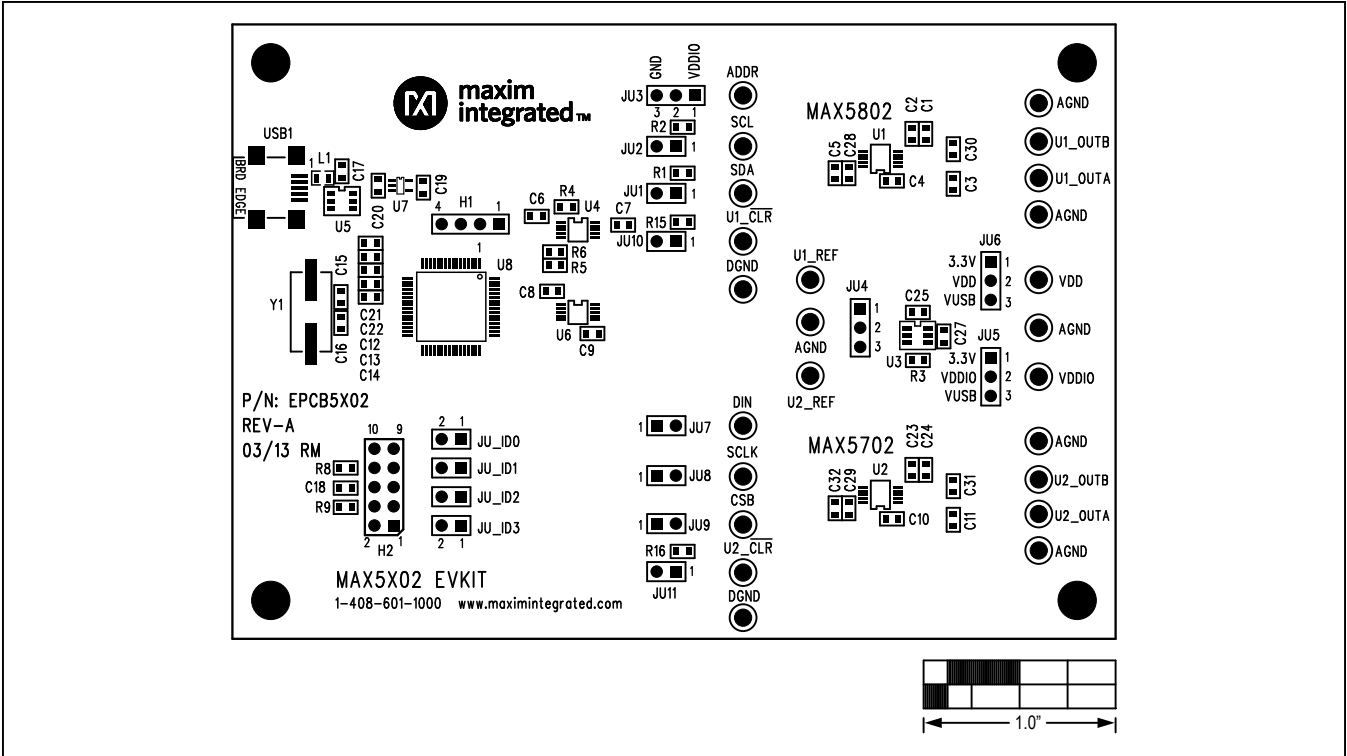 maxim
integrated™
USB1
BRD EDGE
1
L1
C17
U5
C20
U7
C19
4
H1
1
C6
R4
U4
C7
R6
R5
C8
U6
C9
1
U8
Y1
C15
C16
C21
C22
C12
C13
C14
GND
VDDIO
JU3
3 2 1
R2
JU2
1
R1
JU1
1
R15
JU10
1
ADDR
SCL
SDA
U1_CLR
DGND
MAX5802
C2
C1
U1
C5
C28
C4
C30
C3
AGND
U1_OUTB
U1_OUTA
AGND
U1_REF
AGND
U2_REF
JU4
1
2
3
C25
C27
U3
R3
JU6
3.3V 1
VDD 2
VUSB 3
JU5
3.3V 1
VDDIO 2
VUSB 3
VDD
AGND
VDDIO
P/N: EPCB5X02
REV-A
03/13 RM
10 9
R8
C18
R9
2 1
H2
2 1
JU_ID0
JU_ID1
JU_ID2
JU_ID3
2 1
1 JU7
1 JU8
1 JU9
R16
1
JU11
DIN
SCLK
CSB
U2_CLR
DGND
MAX5702
C23
C24
U2
C32
C29
C10
C31
C11
AGND
U2_OUTB
U2_OUTA
AGND
MAX5X02 EVKIT
1-408-601-1000 www.maximintegrated.com
1.0”